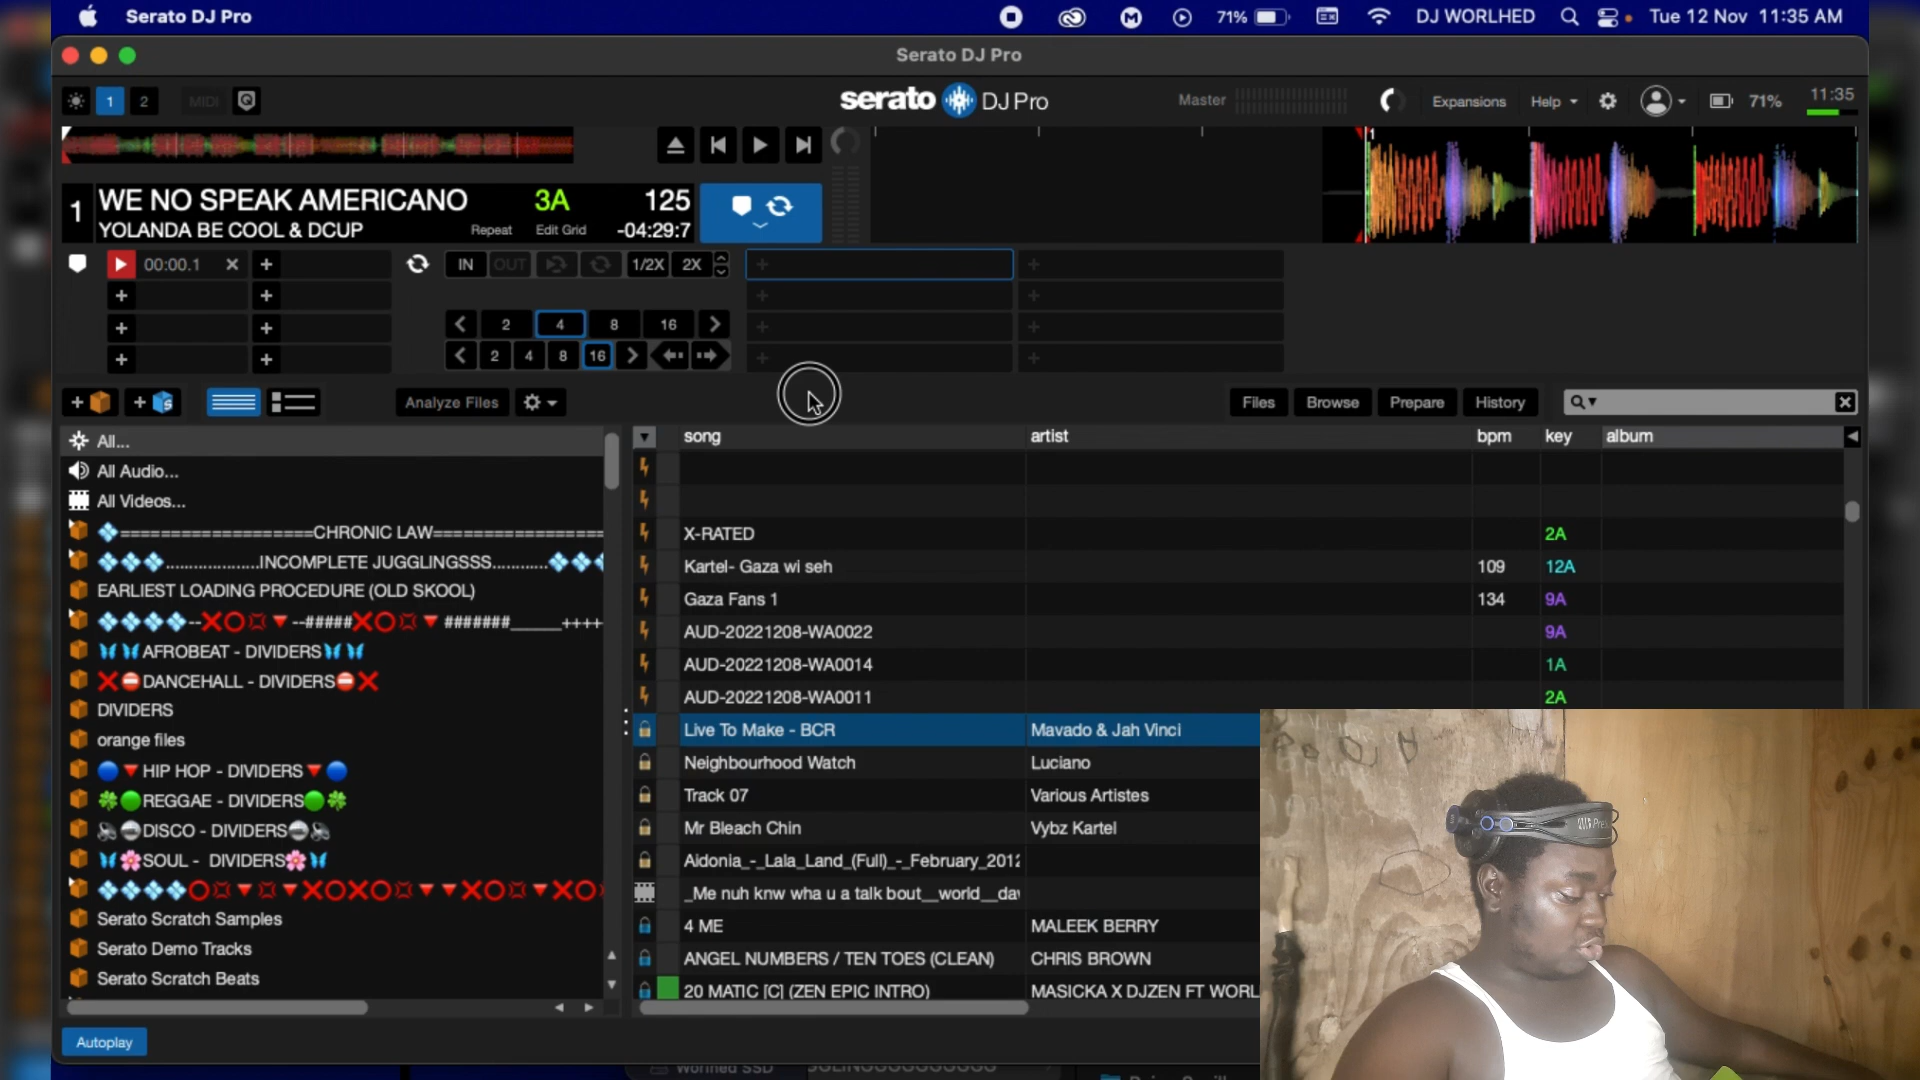 Serato DJ Pro 71% DJ WORLHED Tue 12 Nov 11:35 AM
Serato DJ Pro
1 2 MIDI serato DJ Pro Master Expansions Help 71% 11:35
1 WE NO SPEAK AMERICANO 3A 125
YOLANDA BE COOL & DCUP Repeat Edit Grid -04:29:7
1
00:00.1 IN OUT 1/2X 2X
2 4 8 16
2 4 8 16
Analyze Files Files Browse Prepare History
song artist bpm key album
All...
All Audio...
All Videos...
===================CHRONIC LAW=================
....................INCOMPLETE JUGGLINGSSS...........
EARLIEST LOADING PROCEDURE (OLD SKOOL)
--❌⭕💢🔻--#####❌⭕💢🔻#######______++++
AFROBEAT - DIVIDERS
DANCEHALL - DIVIDERS
DIVIDERS
orange files
HIP HOP - DIVIDERS
REGGAE - DIVIDERS
DISCO - DIVIDERS
SOUL - DIVIDERS
Serato Scratch Samples
Serato Demo Tracks
Serato Scratch Beats
X-RATED 2A
Kartel- Gaza wi seh 109 12A
Gaza Fans 1 134 9A
AUD-20221208-WA0022 9A
AUD-20221208-WA0014 1A
AUD-20221208-WA0011 2A
Live To Make - BCR Mavado & Jah Vinci
Neighbourhood Watch Luciano
Track 07 Various Artistes
Mr Bleach Chin Vybz Kartel
Aidonia_-_Lala_Land_(Full)_-_February_2012
_Me nuh knw wha u a talk bout__world__da
4 ME MALEEK BERRY
ANGEL NUMBERS / TEN TOES (CLEAN) CHRIS BROWN
20 MATIC [C] (ZEN EPIC INTRO) MASICKA X DJZEN FT WORL
Autoplay
Worlhed SSD